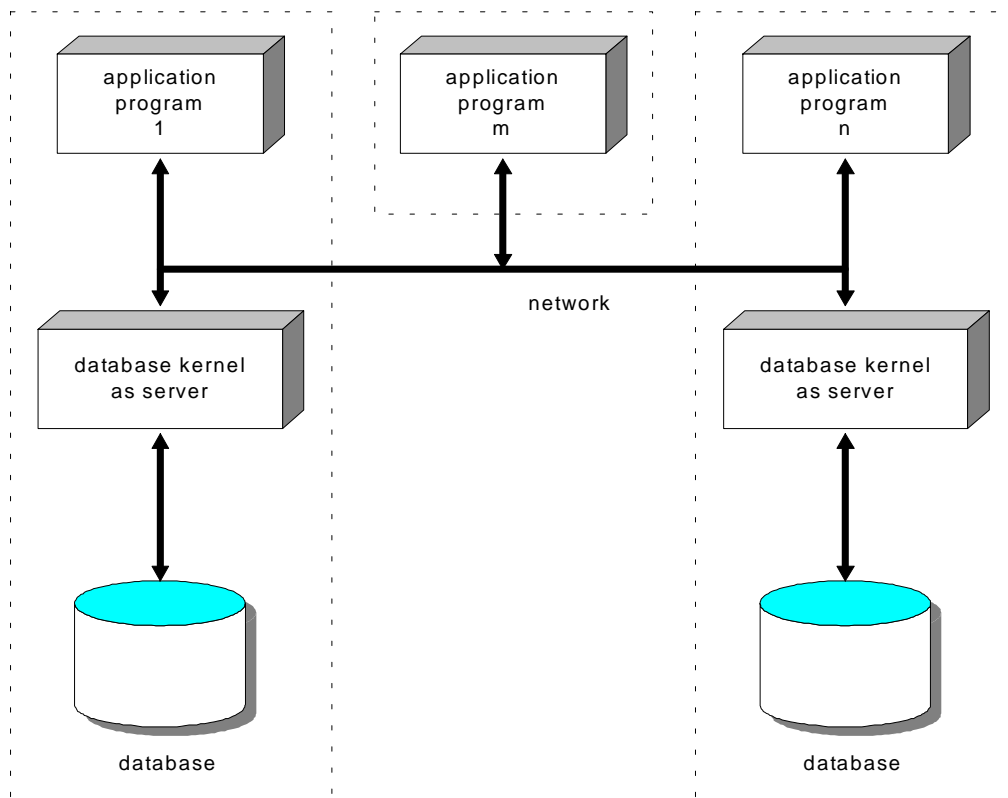 application
program
1
application
program
m
application
program
n
network
database kernel
as server
database kernel
as server
database
database